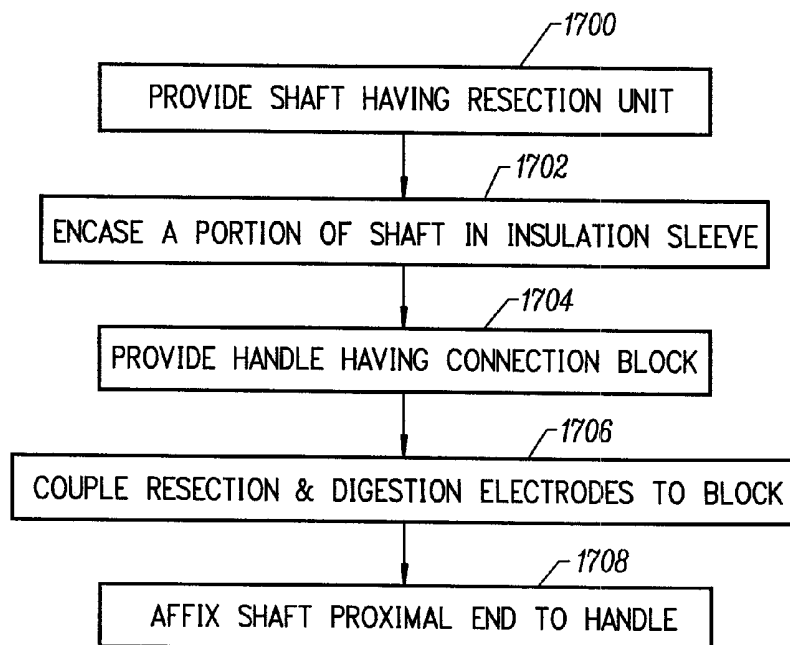 1700
PROVIDE SHAFT HAVING RESECTION UNIT
1702
ENCASE A PORTION OF SHAFT IN INSULATION SLEEVE
1704
PROVIDE HANDLE HAVING CONNECTION BLOCK
1706
COUPLE RESECTION & DIGESTION ELECTRODES TO BLOCK
1708
AFFIX SHAFT PROXIMAL END TO HANDLE